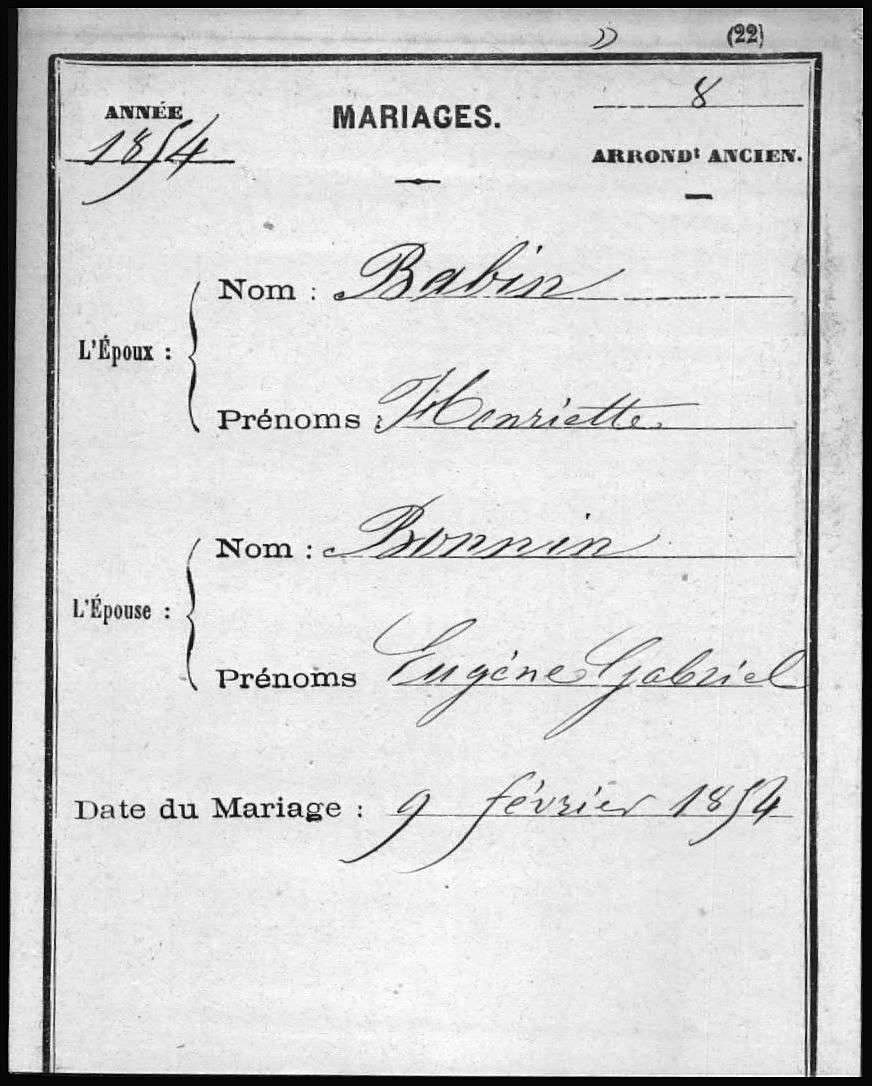 (22)
ANNÉE
1854
MARIAGES.
8
ARRONDt ANCIEN.
L'Époux :
Nom : Babin
Prénoms : Henriette
L'Épouse :
Nom : Bonnin
Prénoms Eugène Gabriel
Date du Mariage : 9 février 1854